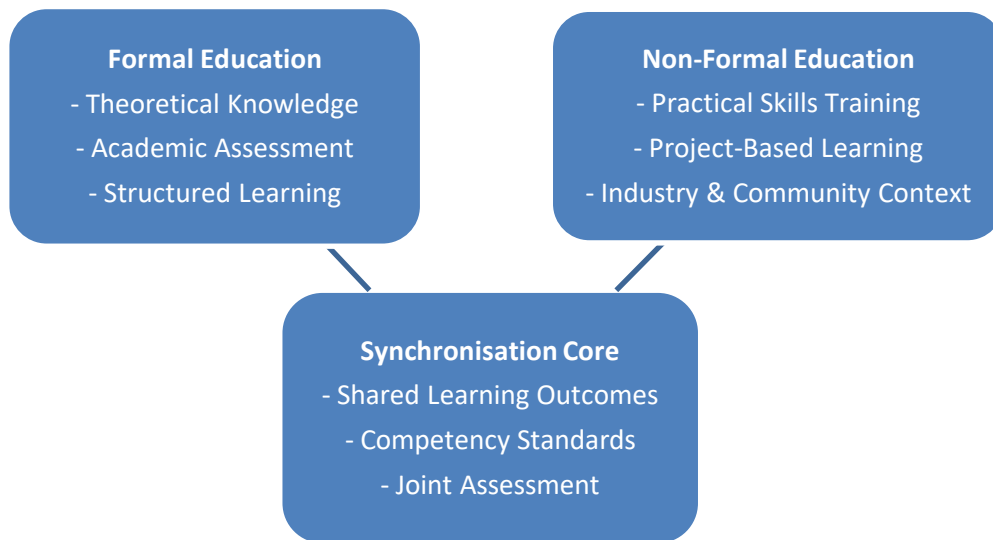 Formal Education
- Theoretical Knowledge
- Academic Assessment
- Structured Learning
Non-Formal Education
- Practical Skills Training
- Project-Based Learning
- Industry & Community Context
Synchronisation Core
- Shared Learning Outcomes
- Competency Standards
- Joint Assessment